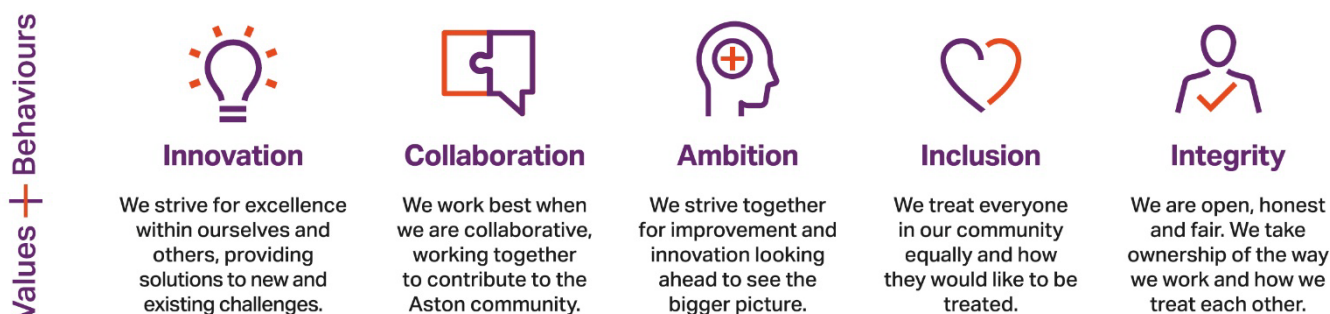 Values + Behaviours
Innovation
We strive for excellence
within ourselves and
others, providing
solutions to new and
existing challenges.
Collaboration
We work best when
we are collaborative,
working together
to contribute to the
Aston community.
Ambition
We strive together
for improvement and
innovation looking
ahead to see the
bigger picture.
Inclusion
We treat everyone
in our community
equally and how
they would like to be
treated.
Integrity
We are open, honest
and fair. We take
ownership of the way
we work and how we
treat each other.